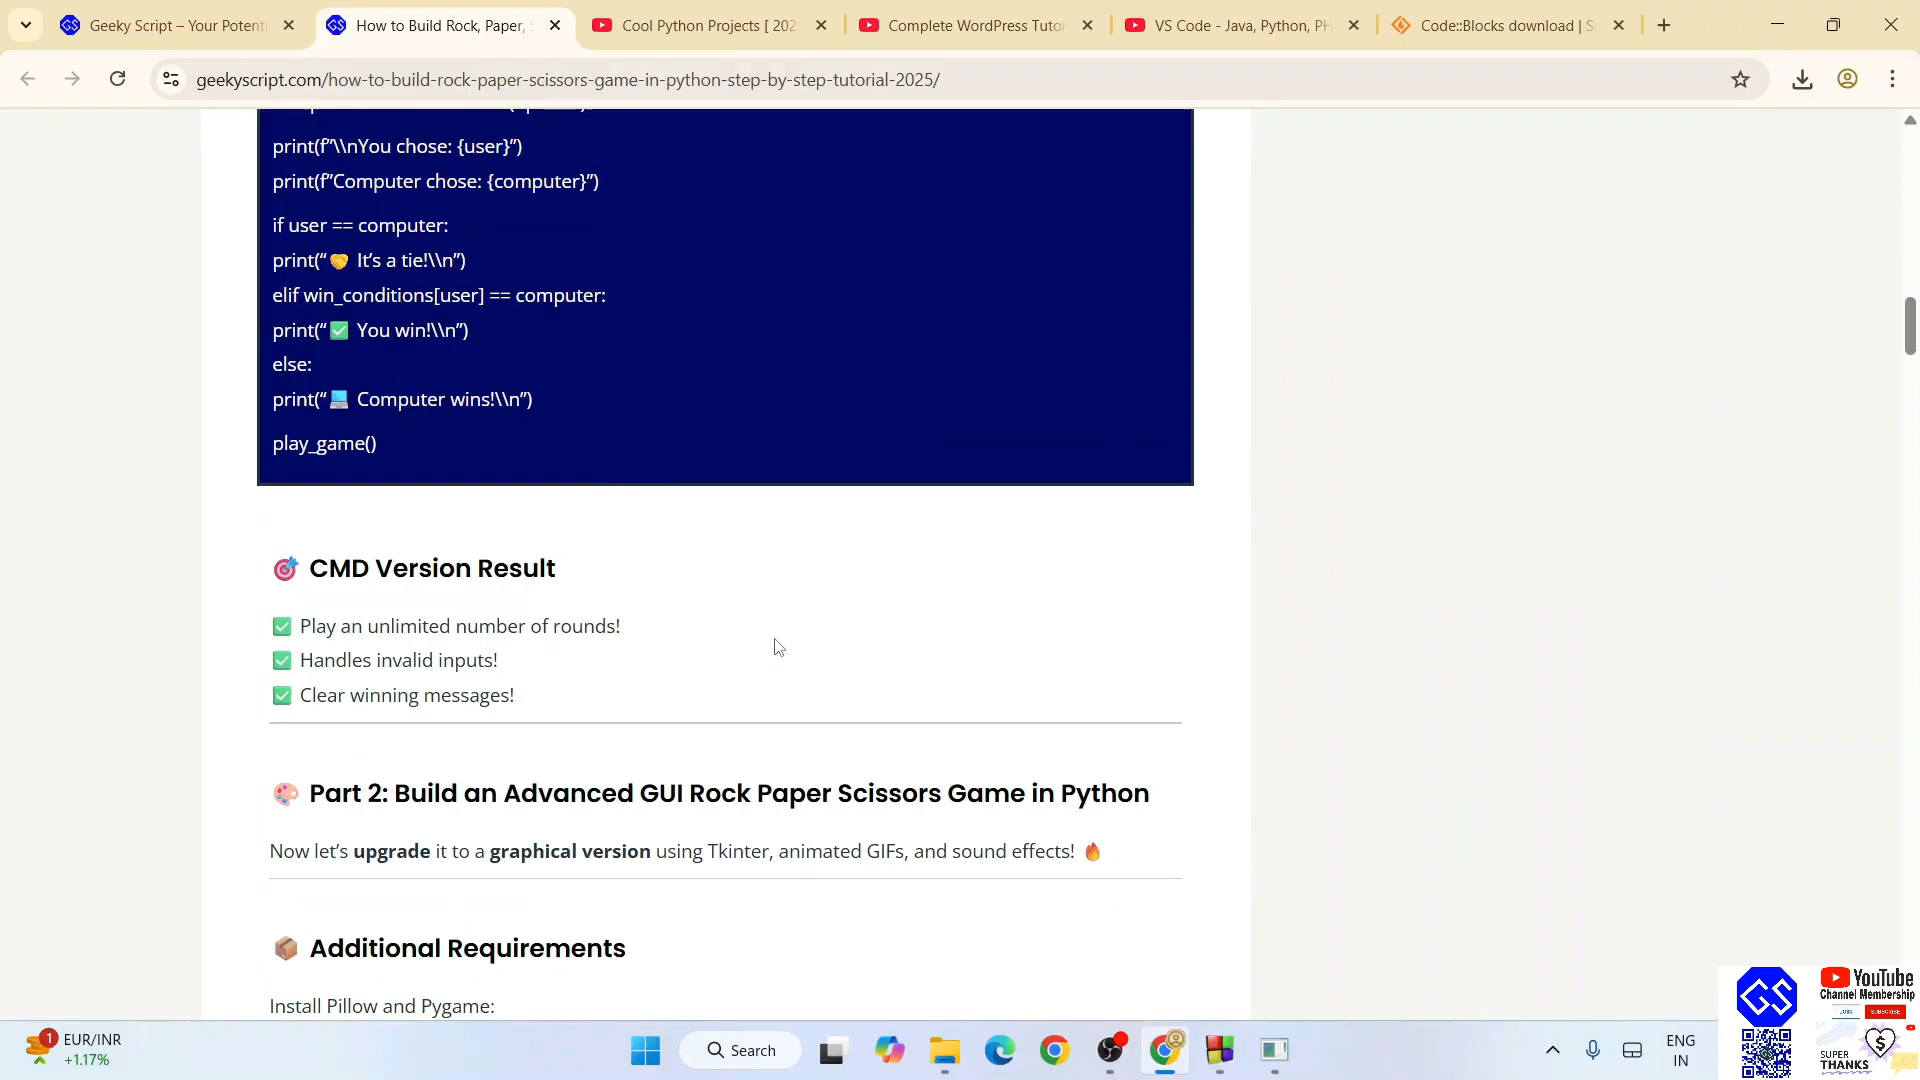 Geeky Script – Your Potenti
How to Build Rock, Paper, S
Cool Python Projects [ 202
Complete WordPress Tutor
VS Code - Java, Python, PH
Code::Blocks download | S
geekyscript.com/how-to-build-rock-paper-scissors-game-in-python-step-by-step-tutorial-2025/
print(f”\\nYou chose: {user}”)
print(f”Computer chose: {computer}”)
if user == computer:
print(“🤝 It’s a tie!\\n”)
elif win_conditions[user] == computer:
print(“✅ You win!\\n”)
else:
print(“💻 Computer wins!\\n”)
play_game()
🎯 CMD Version Result
✅ Play an unlimited number of rounds!
✅ Handles invalid inputs!
✅ Clear winning messages!
🎨 Part 2: Build an Advanced GUI Rock Paper Scissors Game in Python
Now let’s upgrade it to a graphical version using Tkinter, animated GIFs, and sound effects! 🔥
📦 Additional Requirements
Install Pillow and Pygame:
GS
YouTube
Channel Membership
JOIN
SUBSCRIBE
SUPER
THANKS
$
1
EUR/INR
+1.17%
Search
ENG
IN